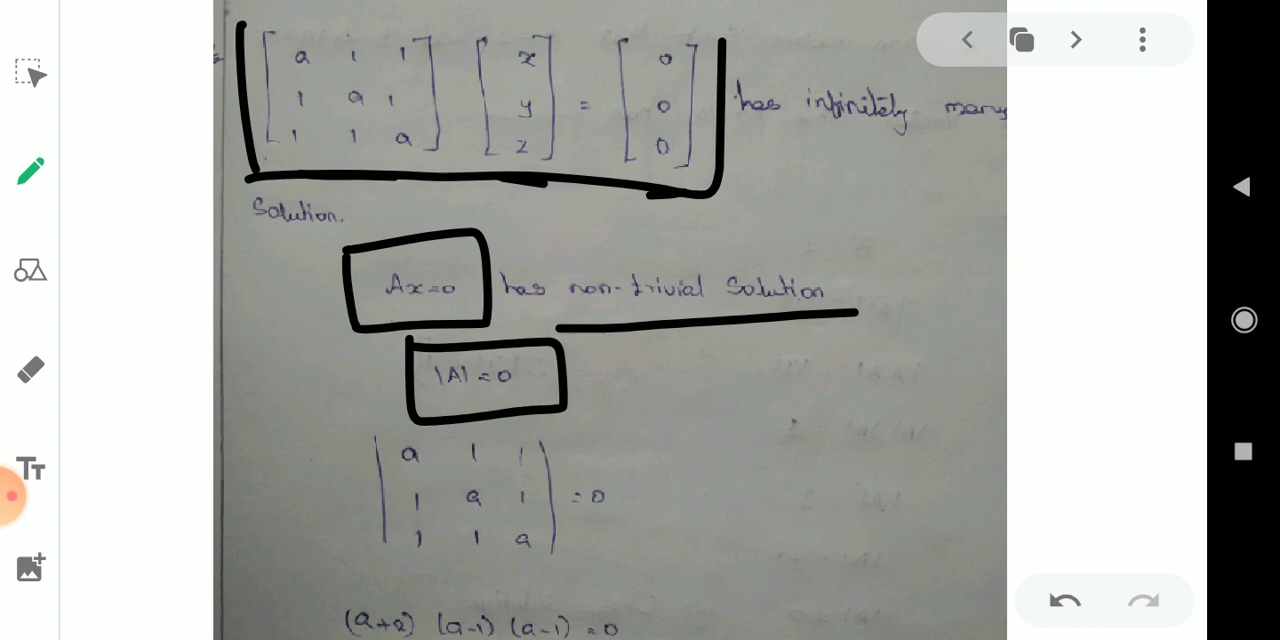 [a 1 1] [x] [0]
[1 a 1] [y] = [0] has infinitely many
[1 1 a] [z] [0]
Solution.
Ax=0 has non-trivial Solution
|A| = 0
|a 1 1|
|1 a 1| = 0
|1 1 a|
(a+2) (a-1) (a-1) = 0
Tт